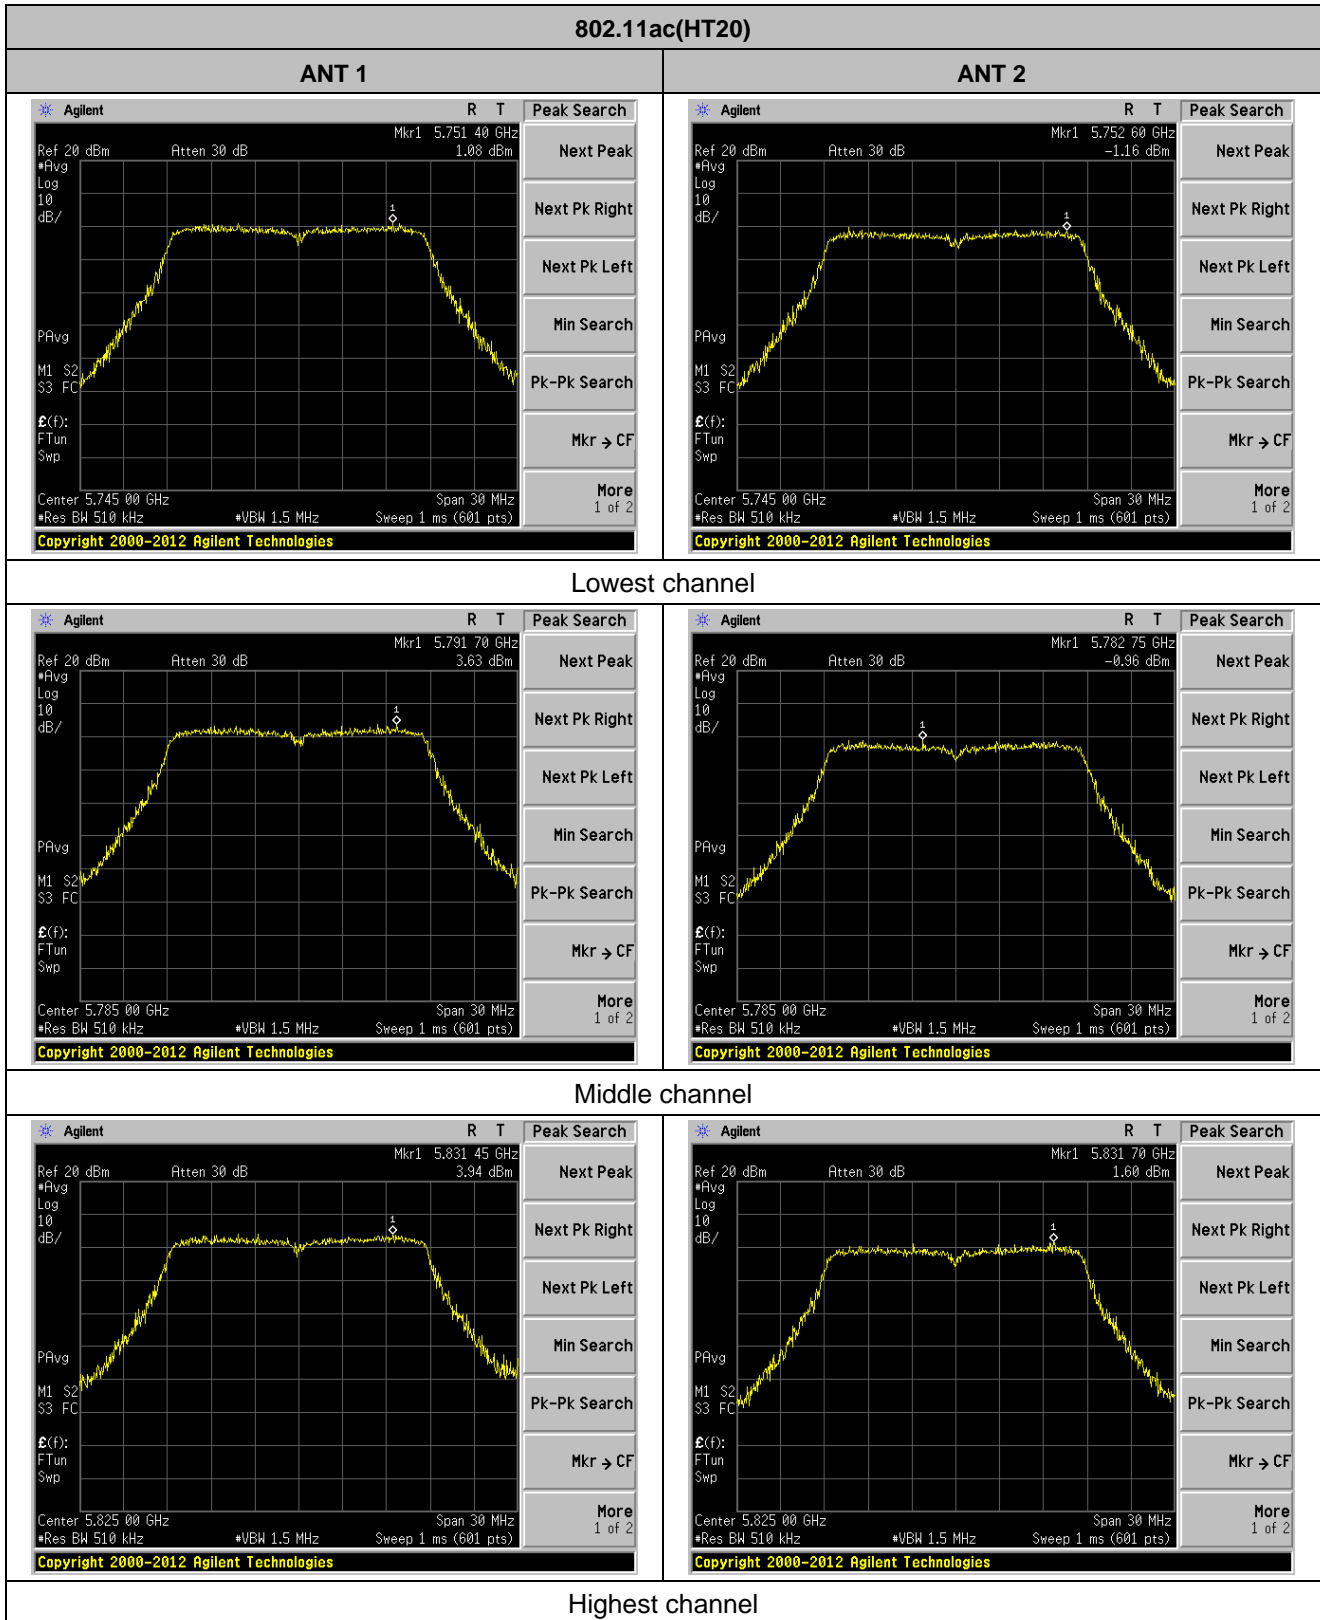 802.11ac(HT20)
ANT 1
ANT 2
Agilent R T Peak Search
Mkr1 5.751 40 GHz
Ref 20 dBm Atten 30 dB 1.08 dBm
#Avg
Log
10
dB/
1
PAvg
M1 S2
S3 FC
£(f):
FTun
Swp
Center 5.745 00 GHz Span 30 MHz
#Res BW 510 kHz #VBW 1.5 MHz Sweep 1 ms (601 pts)
Copyright 2000-2012 Agilent Technologies
Next Peak
Next Pk Right
Next Pk Left
Min Search
Pk-Pk Search
Mkr → CF
More
1 of 2
Agilent R T Peak Search
Mkr1 5.752 60 GHz
Ref 20 dBm Atten 30 dB -1.16 dBm
#Avg
Log
10
dB/
1
PAvg
M1 S2
S3 FC
£(f):
FTun
Swp
Center 5.745 00 GHz Span 30 MHz
#Res BW 510 kHz #VBW 1.5 MHz Sweep 1 ms (601 pts)
Copyright 2000-2012 Agilent Technologies
Next Peak
Next Pk Right
Next Pk Left
Min Search
Pk-Pk Search
Mkr → CF
More
1 of 2
Lowest channel
Agilent R T Peak Search
Mkr1 5.791 70 GHz
Ref 20 dBm Atten 30 dB 3.63 dBm
#Avg
Log
10
dB/
1
PAvg
M1 S2
S3 FC
£(f):
FTun
Swp
Center 5.785 00 GHz Span 30 MHz
#Res BW 510 kHz #VBW 1.5 MHz Sweep 1 ms (601 pts)
Copyright 2000-2012 Agilent Technologies
Next Peak
Next Pk Right
Next Pk Left
Min Search
Pk-Pk Search
Mkr → CF
More
1 of 2
Agilent R T Peak Search
Mkr1 5.782 75 GHz
Ref 20 dBm Atten 30 dB -0.96 dBm
#Avg
Log
10
dB/
1
PAvg
M1 S2
S3 FC
£(f):
FTun
Swp
Center 5.785 00 GHz Span 30 MHz
#Res BW 510 kHz #VBW 1.5 MHz Sweep 1 ms (601 pts)
Copyright 2000-2012 Agilent Technologies
Next Peak
Next Pk Right
Next Pk Left
Min Search
Pk-Pk Search
Mkr → CF
More
1 of 2
Middle channel
Agilent R T Peak Search
Mkr1 5.831 45 GHz
Ref 20 dBm Atten 30 dB 3.94 dBm
#Avg
Log
10
dB/
1
PAvg
M1 S2
S3 FC
£(f):
FTun
Swp
Center 5.825 00 GHz Span 30 MHz
#Res BW 510 kHz #VBW 1.5 MHz Sweep 1 ms (601 pts)
Copyright 2000-2012 Agilent Technologies
Next Peak
Next Pk Right
Next Pk Left
Min Search
Pk-Pk Search
Mkr → CF
More
1 of 2
Agilent R T Peak Search
Mkr1 5.831 70 GHz
Ref 20 dBm Atten 30 dB 1.60 dBm
#Avg
Log
10
dB/
1
PAvg
M1 S2
S3 FC
£(f):
FTun
Swp
Center 5.825 00 GHz Span 30 MHz
#Res BW 510 kHz #VBW 1.5 MHz Sweep 1 ms (601 pts)
Copyright 2000-2012 Agilent Technologies
Next Peak
Next Pk Right
Next Pk Left
Min Search
Pk-Pk Search
Mkr → CF
More
1 of 2
Highest channel